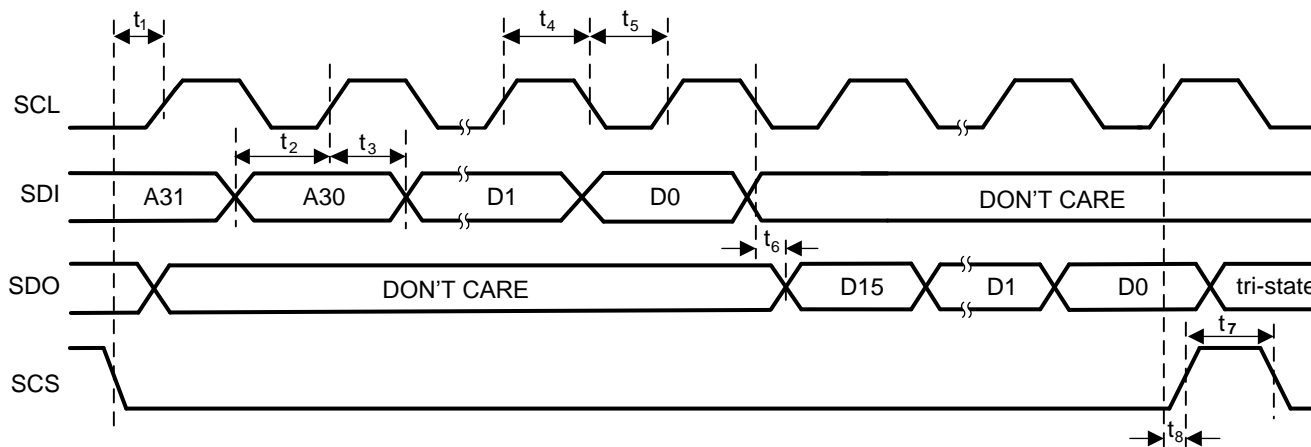 t1 t4 t5
SCL
t2 t3
SDI A31 A30 D1 D0 DON'T CARE
t6
SDO DON'T CARE D15 D1 D0 tri-state
t7
SCS
t8